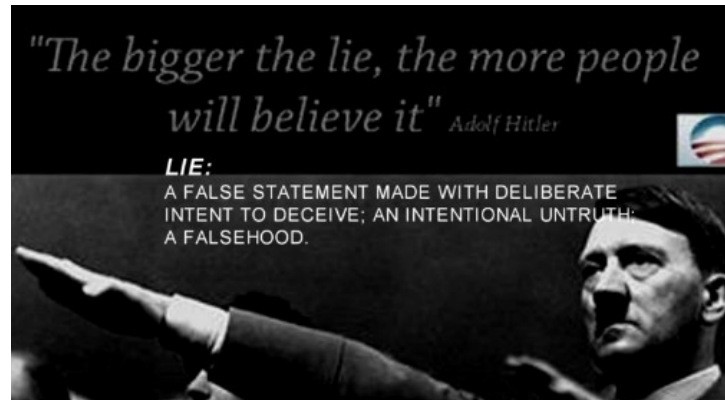 "The bigger the lie, the more people
will believe it" Adolf Hitler
LIE:
A FALSE STATEMENT MADE WITH DELIBERATE
INTENT TO DECEIVE; AN INTENTIONAL UNTRUTH;
A FALSEHOOD.